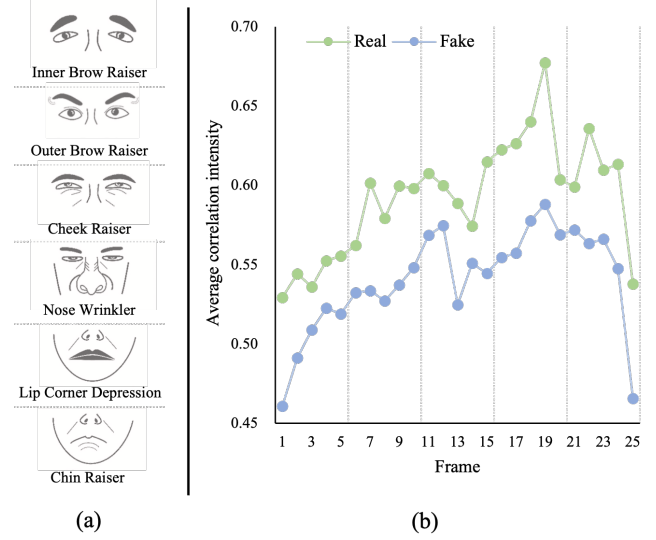 Inner Brow Raiser
Outer Brow Raiser
Cheek Raiser
Nose Wrinkler
Lip Corner Depression
Chin Raiser
(a)
Real Fake
Average correlation intensity
0.70
0.65
0.60
0.55
0.50
0.45
1 3 5 7 9 11 13 15 17 19 21 23 25
Frame
(b)